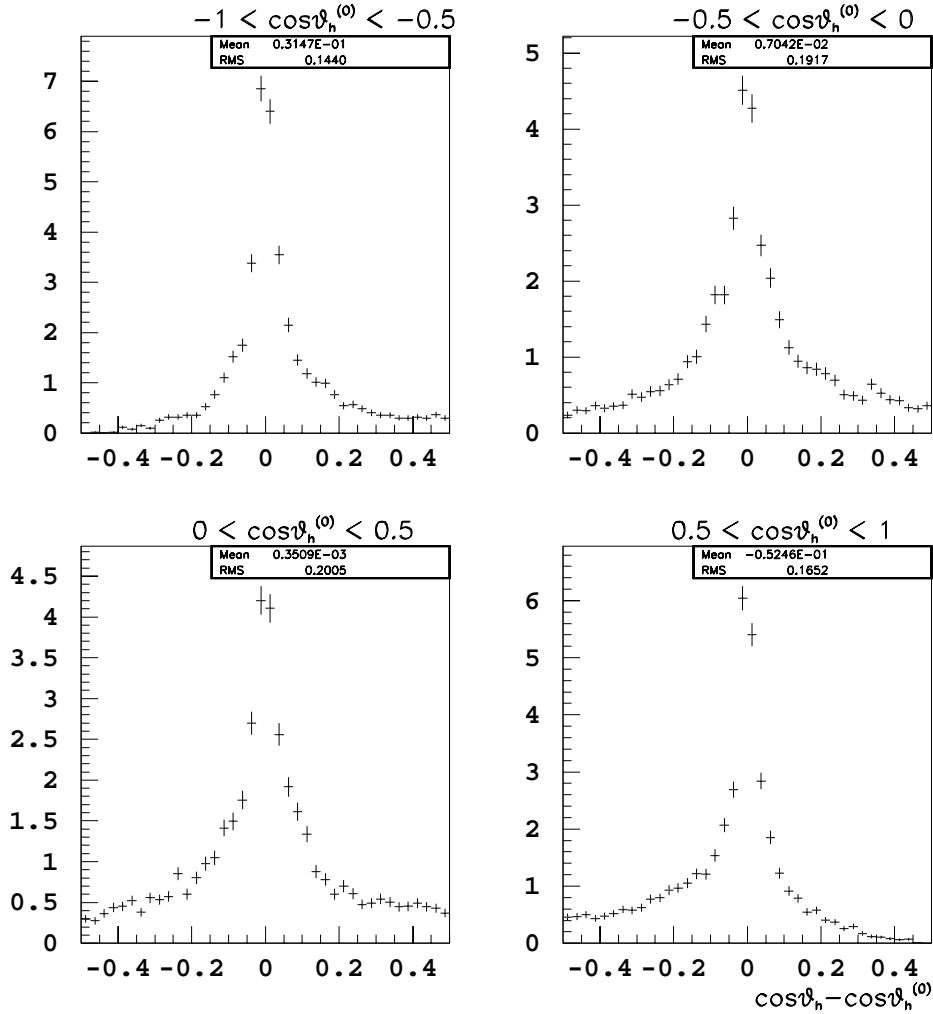 −1 < cosϑₕ⁽⁰⁾ < −0.5
Mean 0.3147E−01
RMS 0.1440
7
6
5
4
3
2
1
0
−0.4 −0.2 0 0.2 0.4
−0.5 < cosϑₕ⁽⁰⁾ < 0
Mean 0.7042E−02
RMS 0.1917
5
4
3
2
1
0
−0.4 −0.2 0 0.2 0.4
0 < cosϑₕ⁽⁰⁾ < 0.5
Mean 0.3509E−03
RMS 0.2005
4.5
4
3.5
3
2.5
2
1.5
1
0.5
0
−0.4 −0.2 0 0.2 0.4
0.5 < cosϑₕ⁽⁰⁾ < 1
Mean −0.5246E−01
RMS 0.1652
6
5
4
3
2
1
0
−0.4 −0.2 0 0.2 0.4
cosϑₕ−cosϑₕ⁽⁰⁾